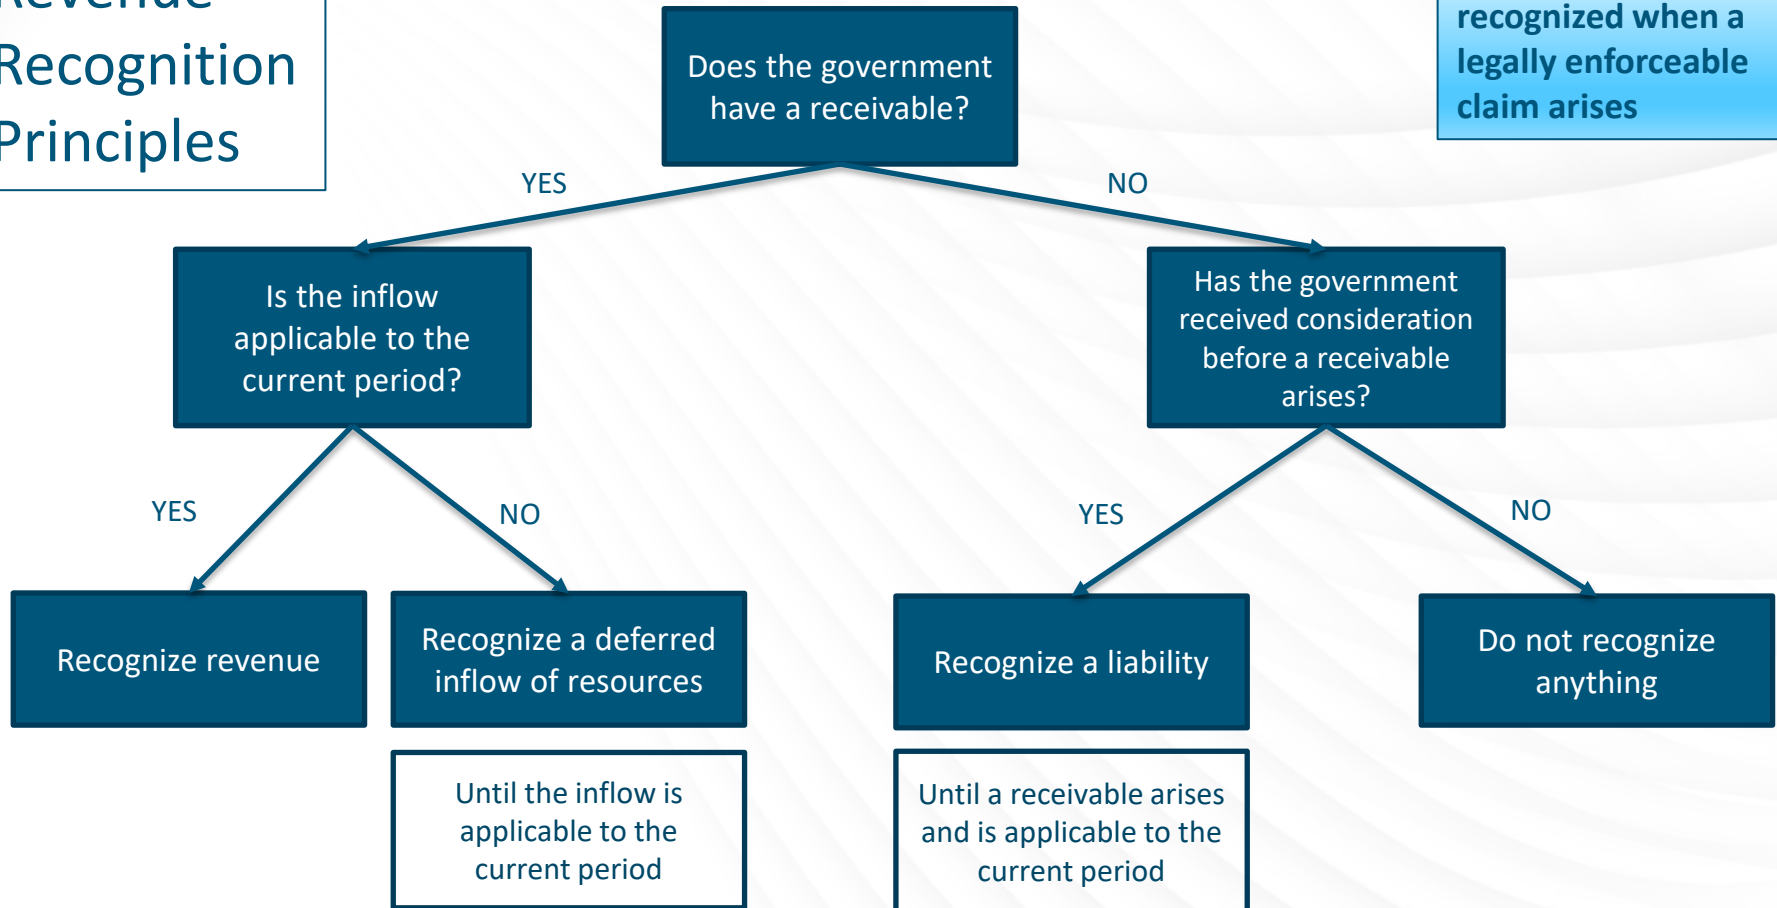 Revenue
Recognition
Principles
recognized when a
legally enforceable
claim arises
Does the government
have a receivable?
YES
NO
Is the inflow
applicable to the
current period?
Has the government
received consideration
before a receivable
arises?
YES
NO
YES
NO
Recognize revenue
Recognize a deferred
inflow of resources
Recognize a liability
Do not recognize
anything
Until the inflow is
applicable to the
current period
Until a receivable arises
and is applicable to the
current period